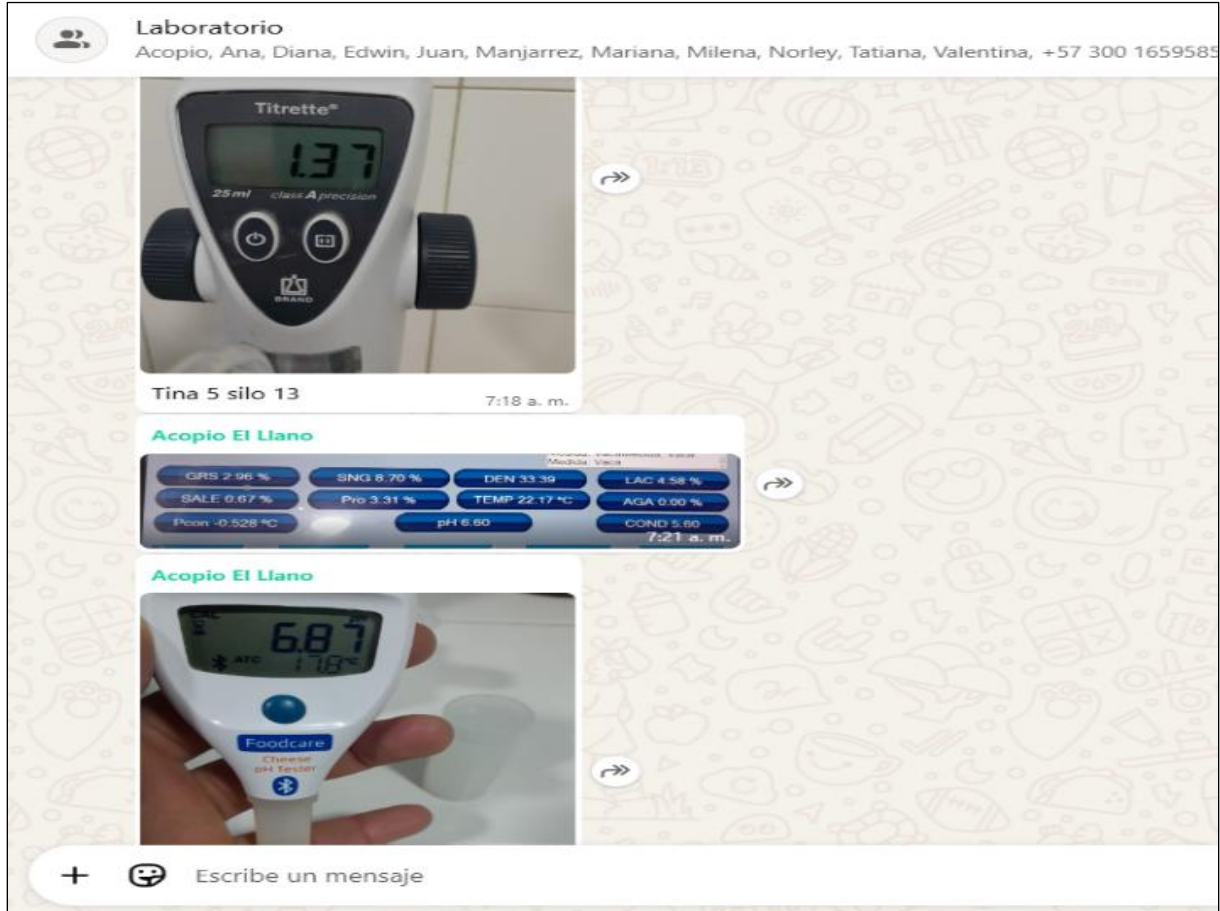 Laboratorio
Acopio, Ana, Diana, Edwin, Juan, Manjarrez, Mariana, Milena, Norley, Tatiana, Valentina, +57 300 1659585
Titrette®
1.37
25 ml class A precision
BRAND
Tina 5 silo 13
7:18 a. m.
Acopio El Llano
Medida: Vaca
GRS 2.96 % SNG 8.70 % DEN 33.39 LAC 4.58 %
SALE 0.67 % Pro 3.31 % TEMP 22.17 °C AGA 0.00 %
Pcon -0.528 °C pH 6.60 COND 5.60
7:21 a. m.
Acopio El Llano
6.87
ATC 17.8 °C
Foodcare
Cheese
pH Tester
Escribe un mensaje